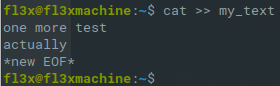 fl3x@fl3xmachine:~$ cat >> my_text
one more test
actually
*new EOF*
fl3x@fl3xmachine:~$